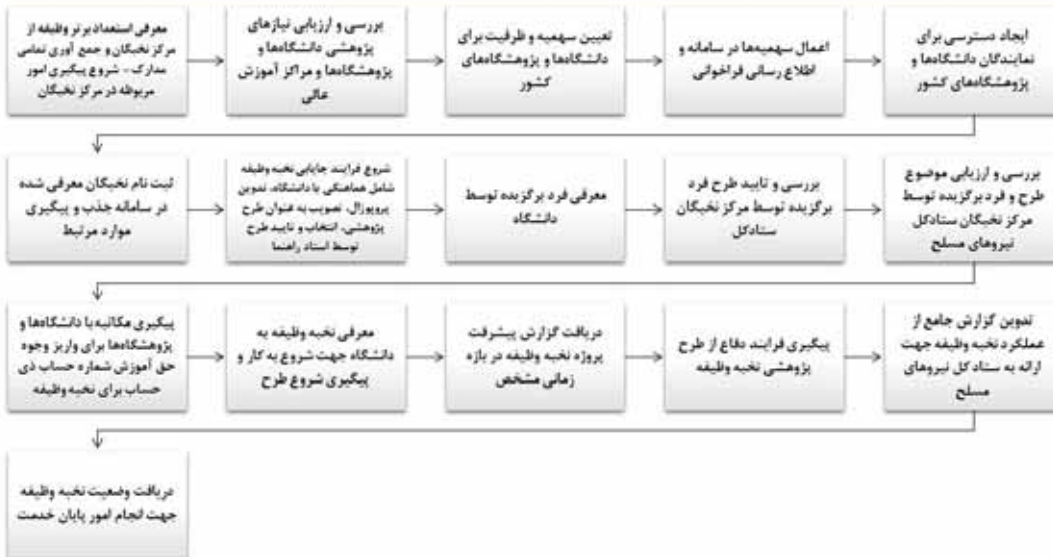 معرفی استعداد برتر وظیفه از
مرکز نخبگان و جمع آوری تمامی
مدارک - شروع پیگیری امور
مربوطه در مرکز نخبگان
بررسی و ارزیابی نیازهای
پژوهشی دانشگاه‌ها و
پژوهشگاه‌ها و مراکز آموزش
عالی
تعیین سهمیه و ظرفیت برای
دانشگاه‌ها و پژوهشگاه‌های
کشور
اعمال سهمیه‌ها در سامانه و
اطلاع رسانی فراخوانی
ایجاد دسترسی برای
نمایندگان دانشگاه‌ها و
پژوهشگاه‌های کشور
ثبت نام نخبگان معرفی شده
در سامانه جذب و پیگیری
موارد مرتبط
شروع فرایند جایابی نخبه وظیفه
شامل هماهنگی با دانشگاه، تدوین
پروپوزال، تصویب به عنوان طرح
پژوهشی، انتخاب و تایید طرح
توسط استاد راهنما
معرفی فرد برگزیده توسط
دانشگاه
بررسی و تایید طرح فرد
برگزیده توسط مرکز نخبگان
ستادکل
بررسی و ارزیابی موضوع
طرح و فرد برگزیده توسط
مرکز نخبگان ستادکل
نیروهای مسلح
پیگیری مکاتبه با دانشگاه‌ها و
پژوهشگاه‌ها برای واریز وجوه
حق آموزش شماره حساب ذی
حساب برای نخبه وظیفه
معرفی نخبه وظیفه به
دانشگاه جهت شروع به کار و
پیگیری شروع طرح
دریافت گزارش پیشرفت
پروژه نخبه وظیفه در بازه
زمانی مشخص
پیگیری فرایند دفاع از طرح
پژوهشی نخبه وظیفه
تدوین گزارش جامع از
عملکرد نخبه وظیفه جهت
ارائه به ستاد کل نیروهای
مسلح
دریافت وضعیت نخبه وظیفه
جهت انجام امور پایان خدمت